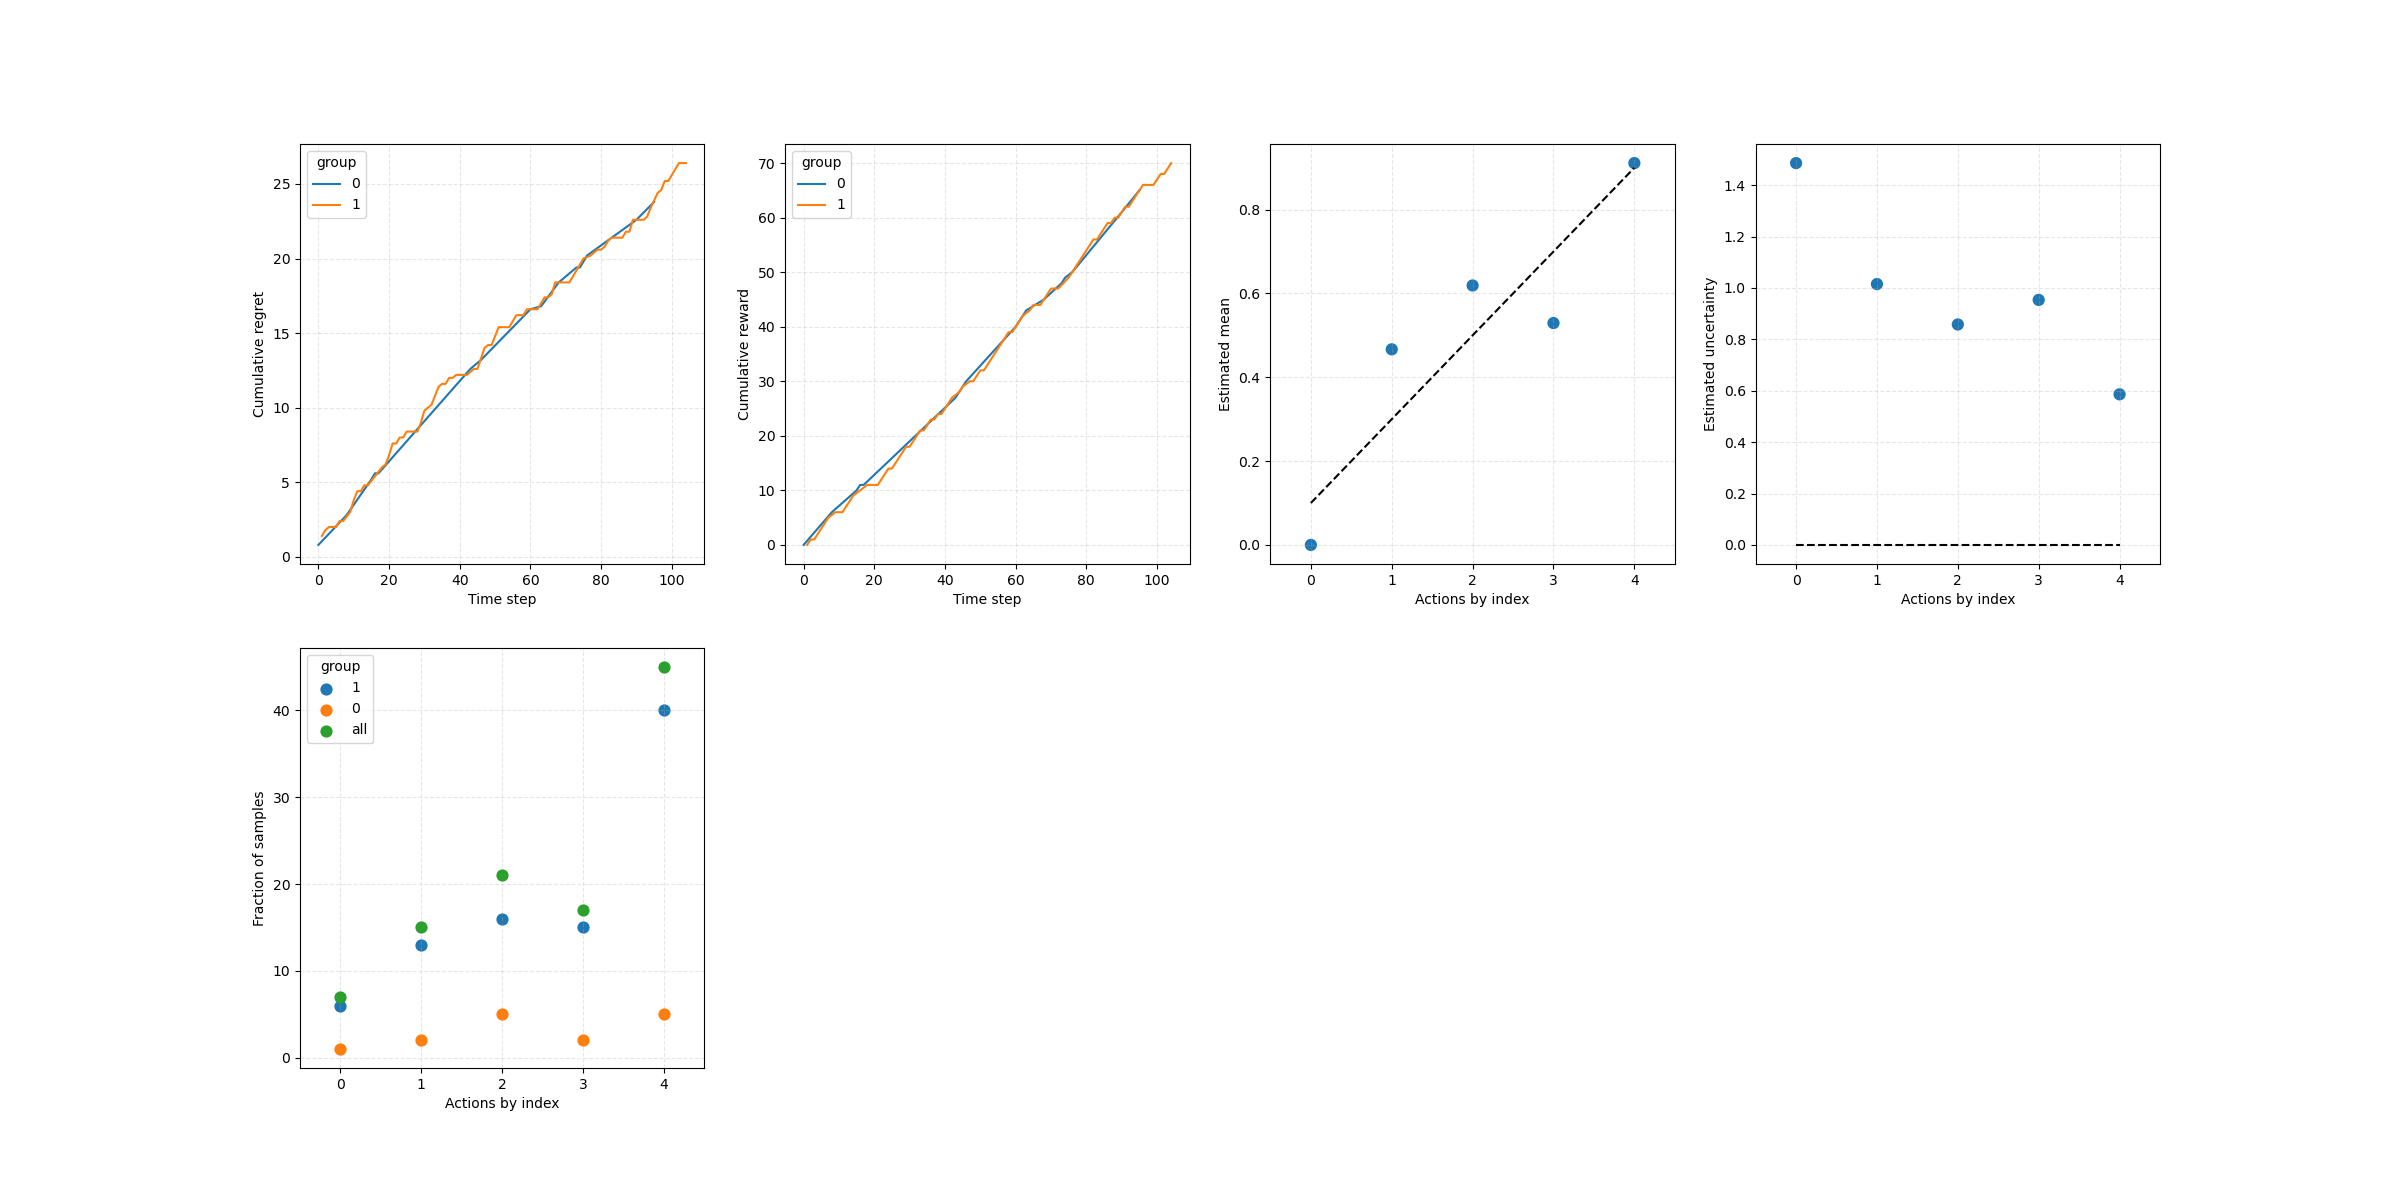 group
0
1
25
20
15
10
5
0
Cumulative regret
0 20 40 60 80 100
Time step
group
0
1
70
60
50
40
30
20
10
0
Cumulative reward
0 20 40 60 80 100
Time step
0.8
0.6
0.4
0.2
0.0
Estimated mean
0 1 2 3 4
Actions by index
1.4
1.2
1.0
0.8
0.6
0.4
0.2
0.0
Estimated uncertainty
0 1 2 3 4
Actions by index
group
1
0
all
40
30
20
10
0
Fraction of samples
0 1 2 3 4
Actions by index